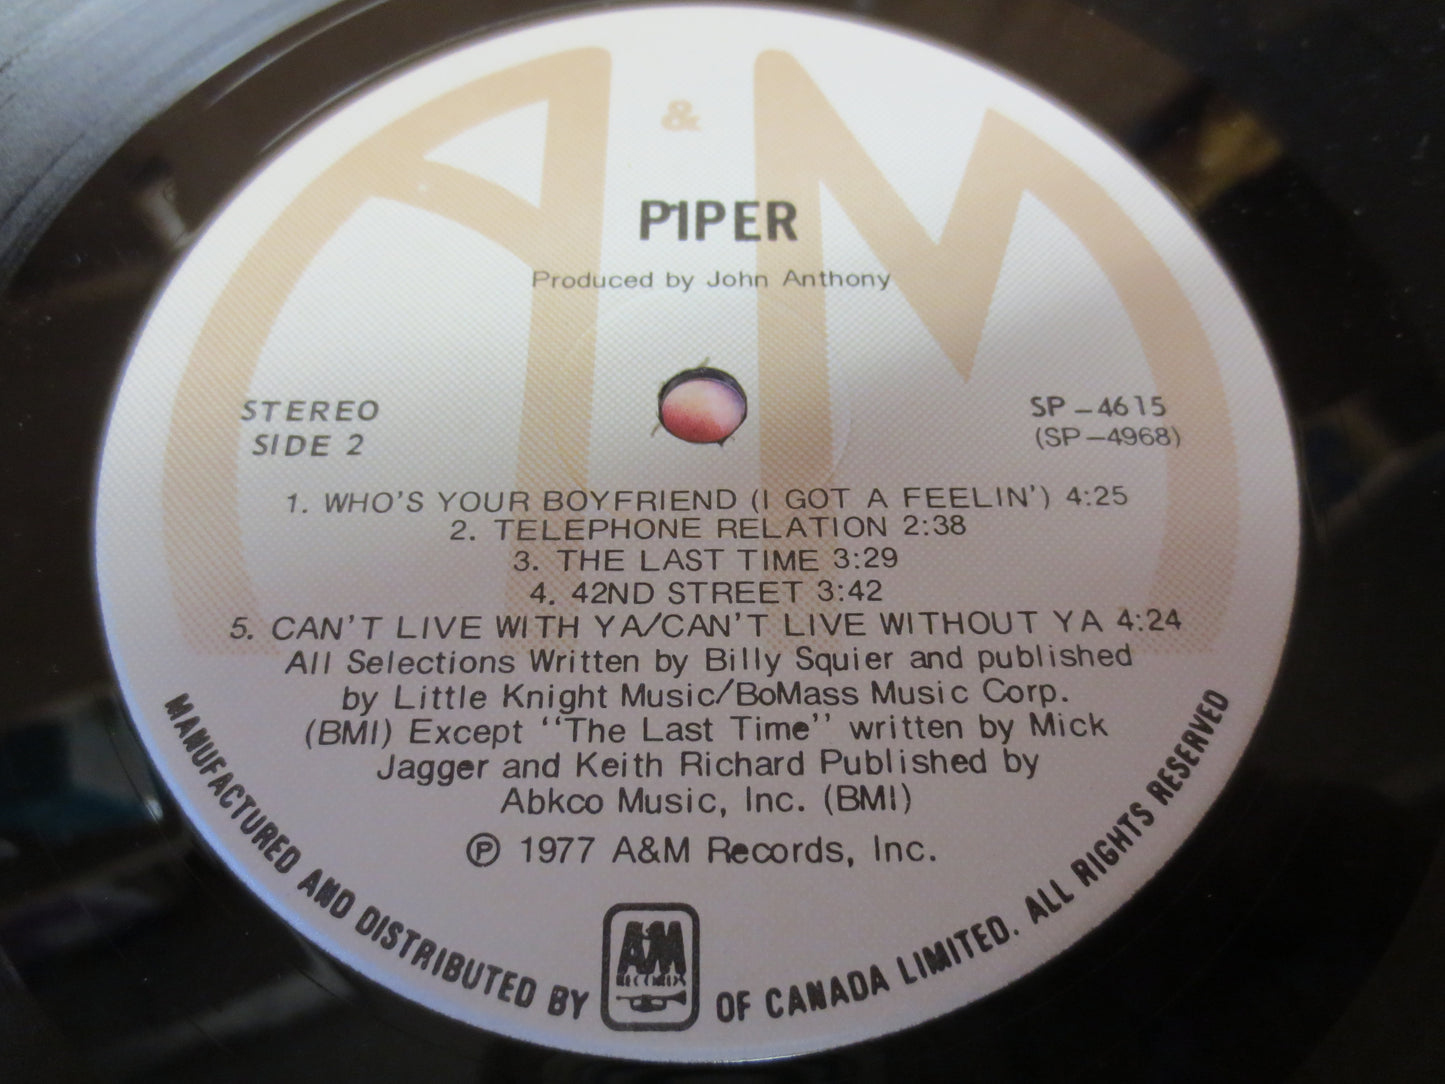 A & M
PIPER
Produced by John Anthony
STEREO
SIDE 2
SP-4615
(SP-4968)
1. WHO'S YOUR BOYFRIEND (I GOT A FEELIN') 4:25
2. TELEPHONE RELATION 2:38
3. THE LAST TIME 3:29
4. 42ND STREET 3:42
5. CAN'T LIVE WITH YA/CAN'T LIVE WITHOUT YA 4:24
All Selections Written by Billy Squier and published
by Little Knight Music/BoMass Music Corp.
(BMI) Except "The Last Time" written by Mick
Jagger and Keith Richard Published by
Abkco Music, Inc. (BMI)
℗ 1977 A&M Records, Inc.
MANUFACTURED AND DISTRIBUTED BY A&M RECORDS OF CANADA LIMITED. ALL RIGHTS RESERVED